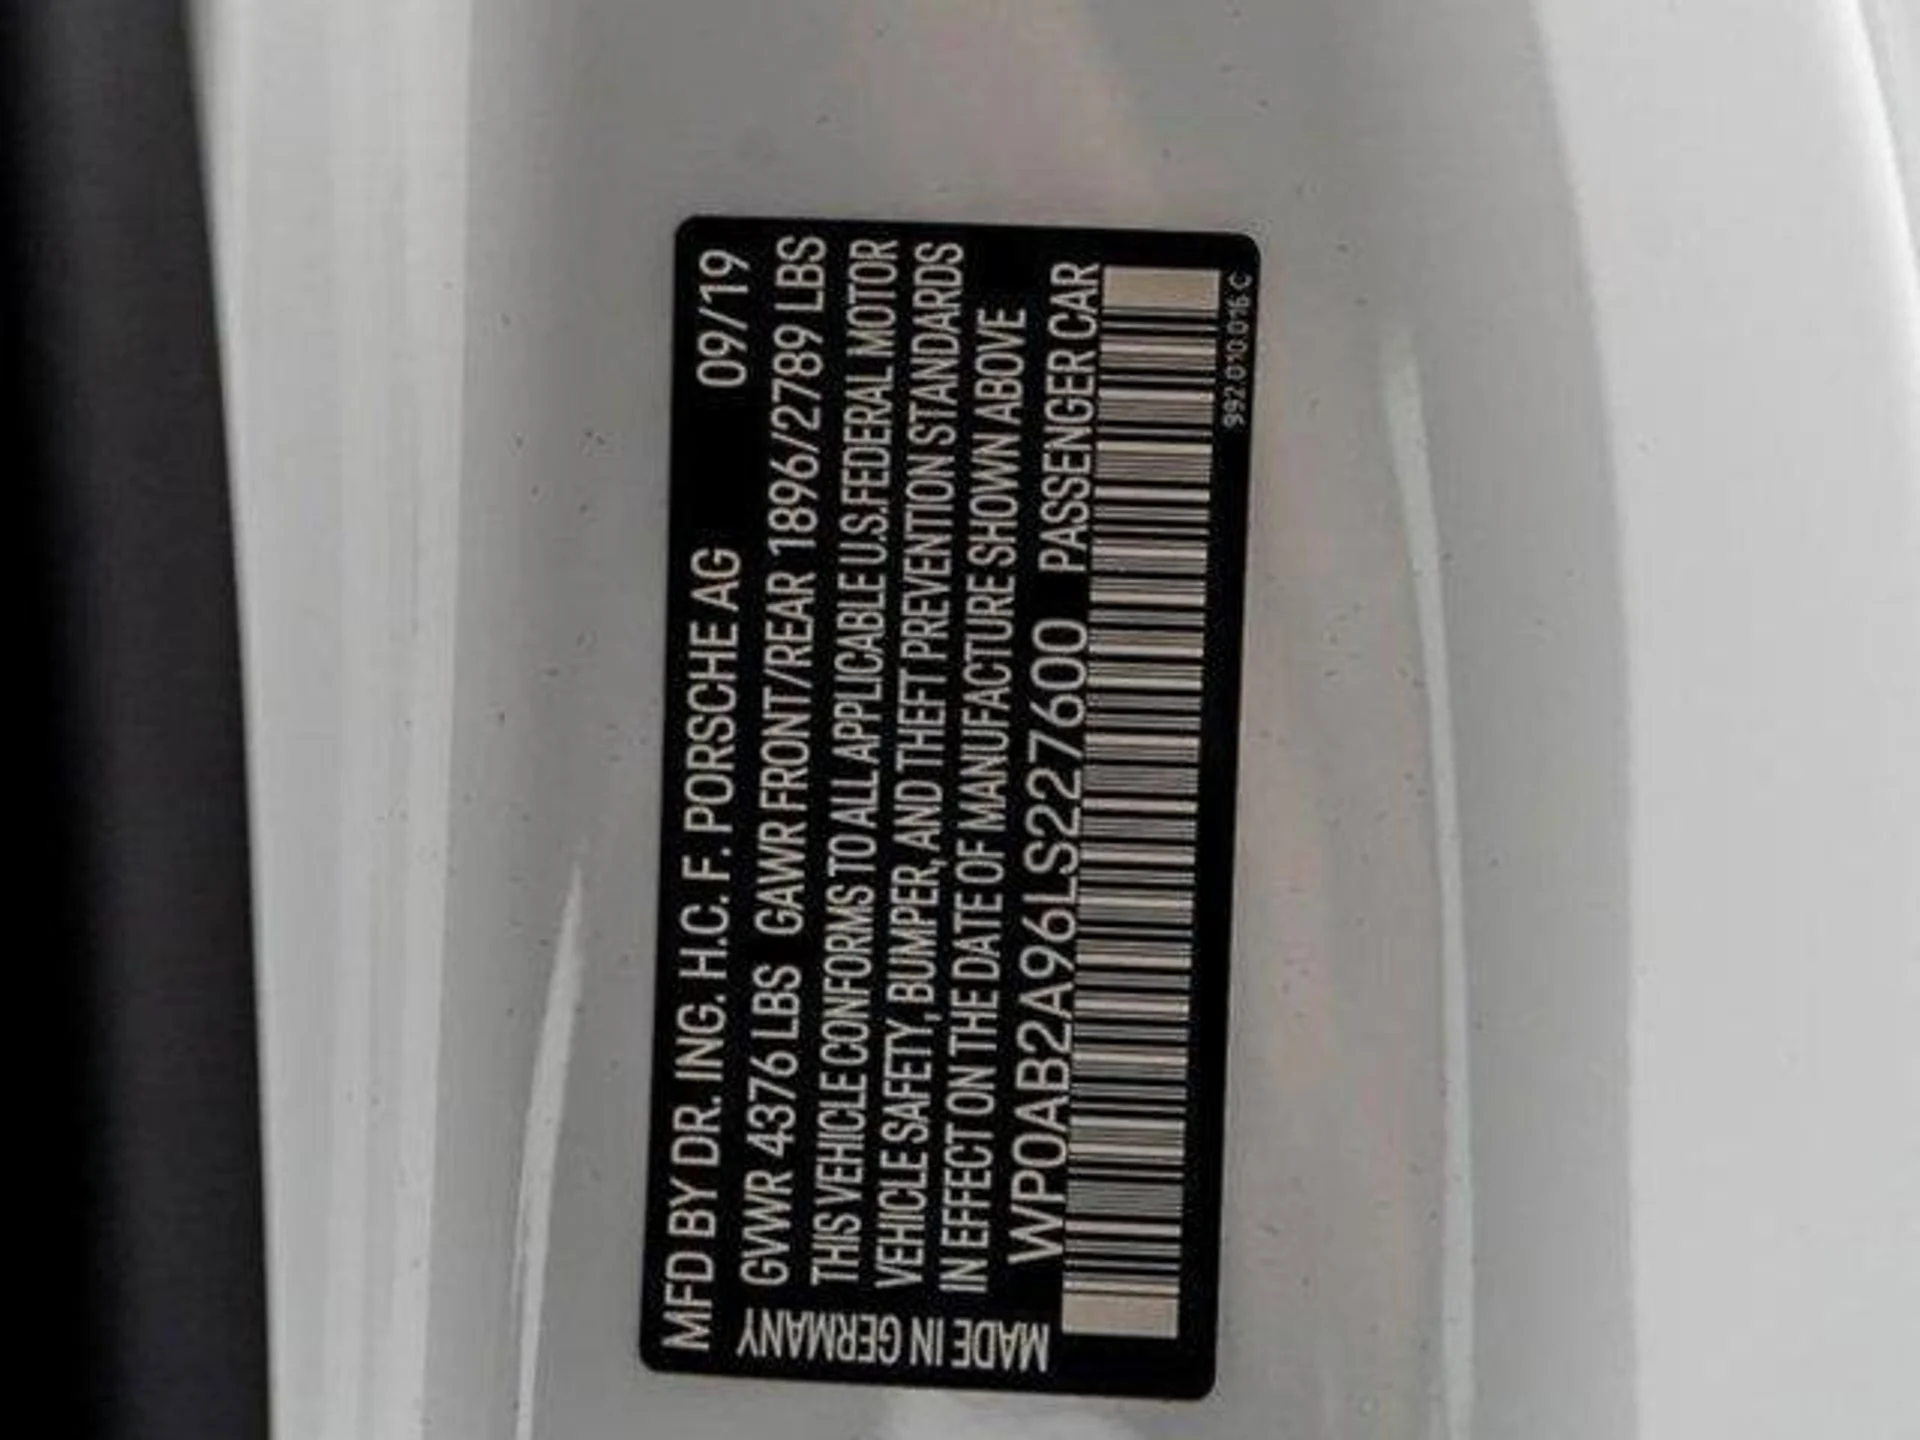 MFD BY DR. ING. H.C. F. PORSCHE AG 09/19
GVWR 4376 LBS GAWR FRONT/REAR 1896/2789 LBS
THIS VEHICLE CONFORMS TO ALL APPLICABLE U.S.FEDERAL MOTOR
VEHICLE SAFETY, BUMPER, AND THEFT PREVENTION STANDARDS
IN EFFECT ON THE DATE OF MANUFACTURE SHOWN ABOVE
WP0AB2A96LS227600 PASSENGER CAR
992.010.016 C
MADE IN GERMANY